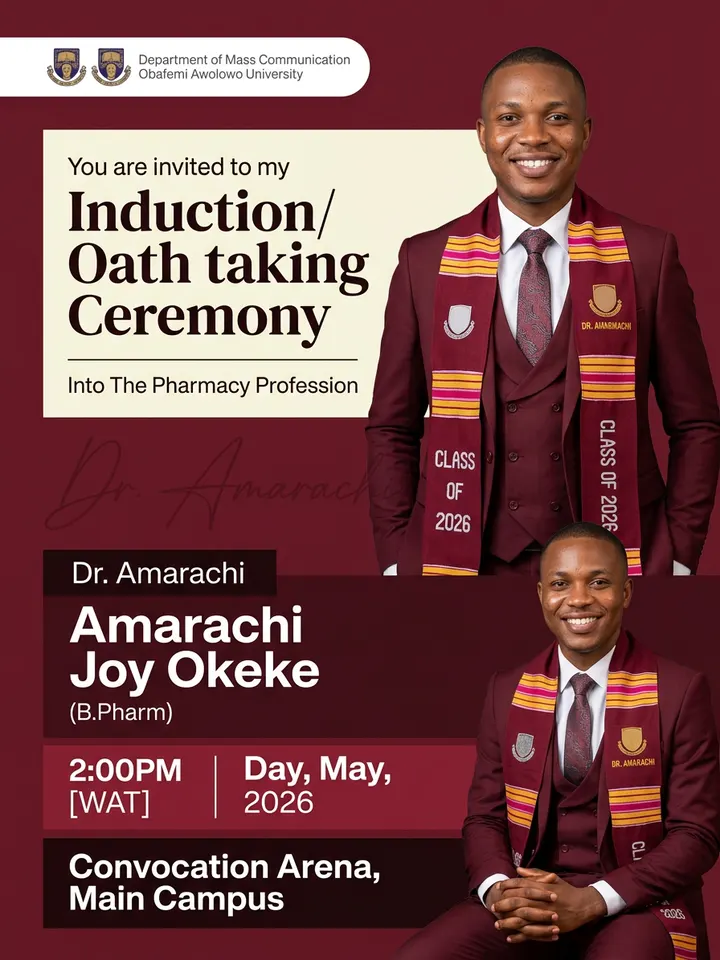 Department of Mass Communication
Obafemi Awolowo University
You are invited to my
Induction/
Oath taking
Ceremony
Into The Pharmacy Profession
DR. AMARMACHI
CLASS
OF
2026
CLASS OF 2026
Dr. Amarachi
Dr. Amarachi
Amarachi
Joy Okeke
(B.Pharm)
2:00PM
[WAT]
Day, May,
2026
Convocation Arena,
Main Campus
DR. AMARACHI
2026